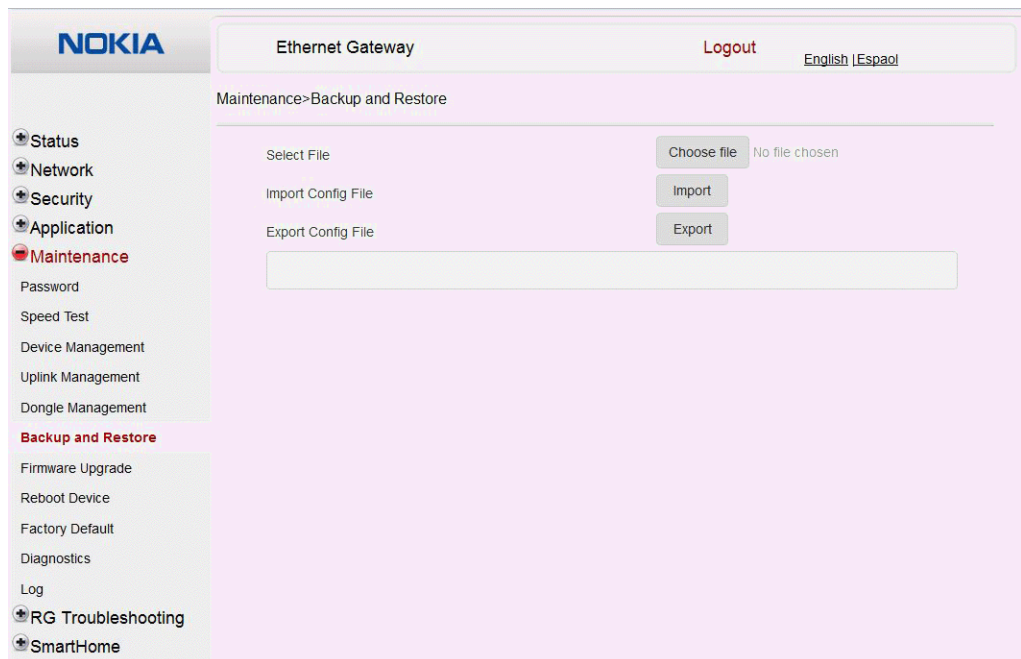 NOKIA
Ethernet Gateway
Logout
English |Espaol
Maintenance>Backup and Restore
Status
Network
Security
Application
Maintenance
Password
Speed Test
Device Management
Uplink Management
Dongle Management
Backup and Restore
Firmware Upgrade
Reboot Device
Factory Default
Diagnostics
Log
RG Troubleshooting
SmartHome
Select File
Choose file No file chosen
Import Config File
Import
Export Config File
Export